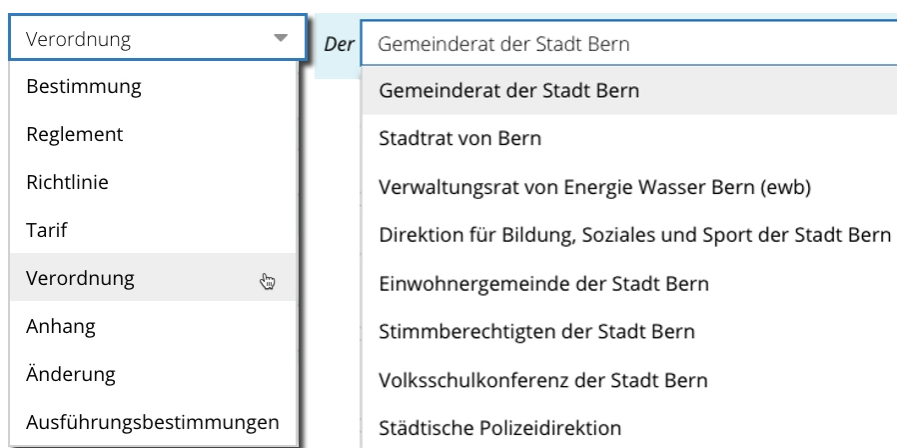 Verordnung
Bestimmung
Reglement
Richtlinie
Tarif
Verordnung
Anhang
Änderung
Ausführungsbestimmungen
Der
Gemeinderat der Stadt Bern
Gemeinderat der Stadt Bern
Stadtrat von Bern
Verwaltungsrat von Energie Wasser Bern (ewb)
Direktion für Bildung, Soziales und Sport der Stadt Bern
Einwohnergemeinde der Stadt Bern
Stimmberechtigten der Stadt Bern
Volksschulkonferenz der Stadt Bern
Städtische Polizeidirektion